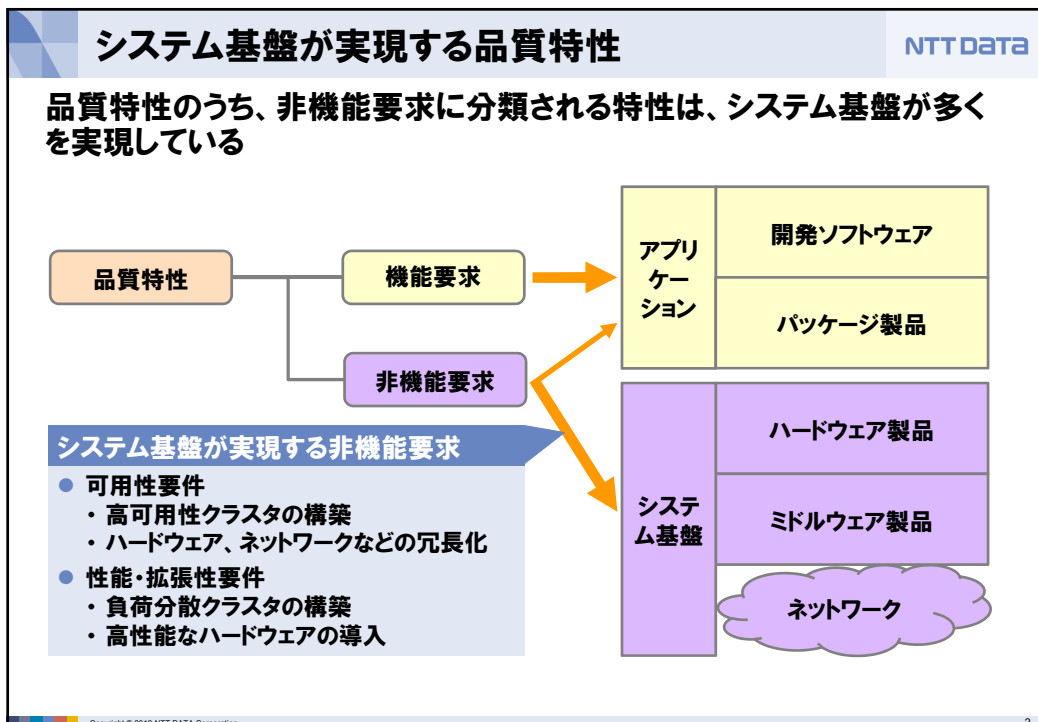 システム基盤が実現する品質特性
NTT DATA
品質特性のうち、非機能要求に分類される特性は、システム基盤が多く
を実現している
品質特性
機能要求
非機能要求
アプリ
ケー
ション
開発ソフトウェア
パッケージ製品
システ
ム基盤
ハードウェア製品
ミドルウェア製品
ネットワーク
システム基盤が実現する非機能要求
● 可用性要件
・ 高可用性クラスタの構築
・ ハードウェア、ネットワークなどの冗長化
● 性能・拡張性要件
・ 負荷分散クラスタの構築
・ 高性能なハードウェアの導入